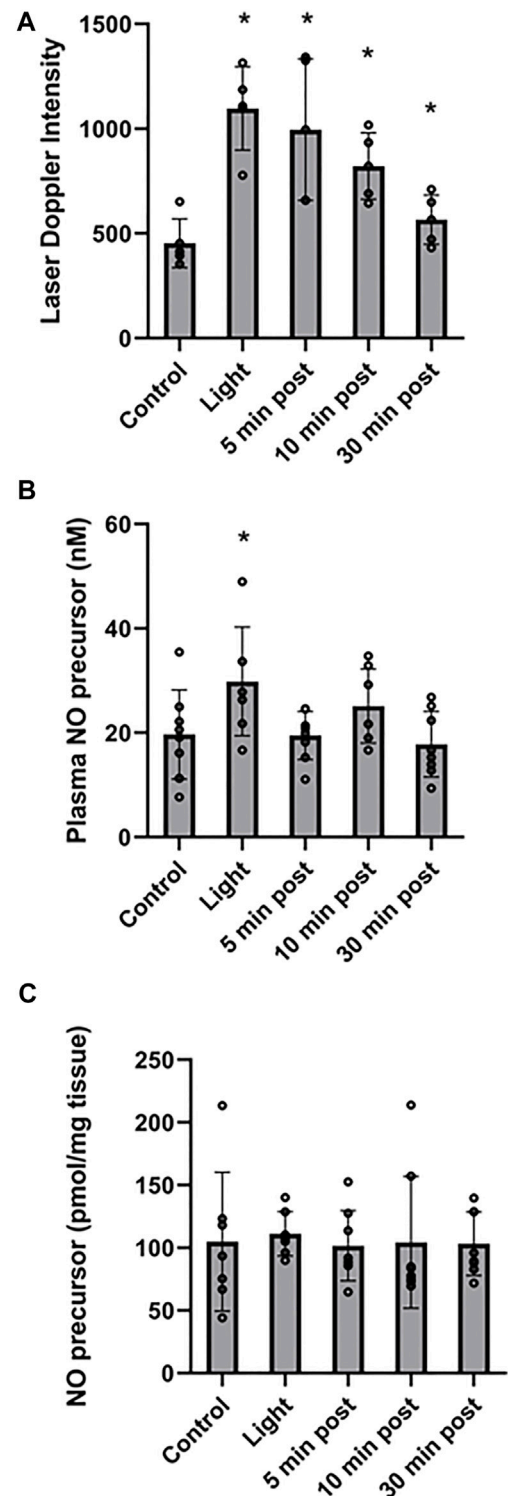 A
Laser Doppler Intensity
1500
1000
500
0
*
*
*
*
Control
Light
5 min post
10 min post
30 min post
B
Plasma NO precursor (nM)
60
40
20
0
*
Control
Light
5 min post
10 min post
30 min post
C
NO precursor (pmol/mg tissue)
250
200
150
100
50
0
Control
Light
5 min post
10 min post
30 min post